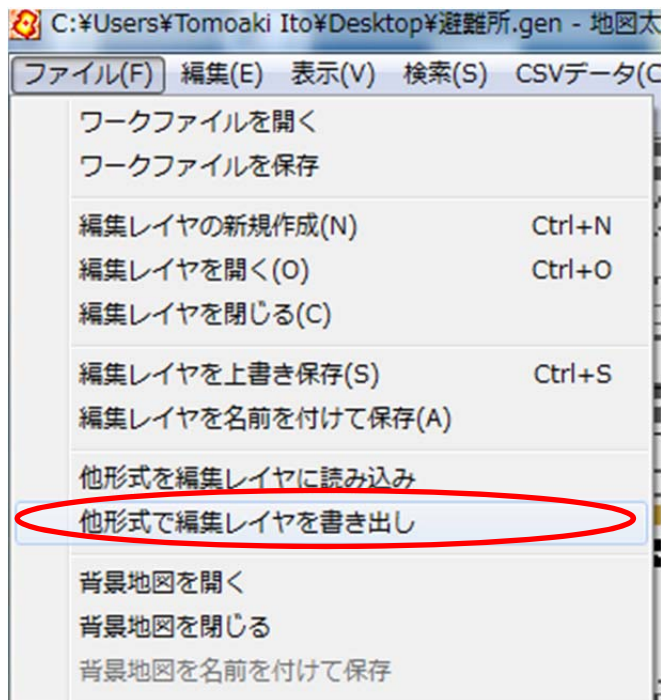 C:¥Users¥Tomoaki Ito¥Desktop¥避難所.gen - 地図太
ファイル(F) 編集(E) 表示(V) 検索(S) CSVデータ(C
ワークファイルを開く
ワークファイルを保存
編集レイヤの新規作成(N) Ctrl+N
編集レイヤを開く(O) Ctrl+O
編集レイヤを閉じる(C)
編集レイヤを上書き保存(S) Ctrl+S
編集レイヤを名前を付けて保存(A)
他形式を編集レイヤに読み込み
他形式で編集レイヤを書き出し
背景地図を開く
背景地図を閉じる
背景地図を名前を付けて保存